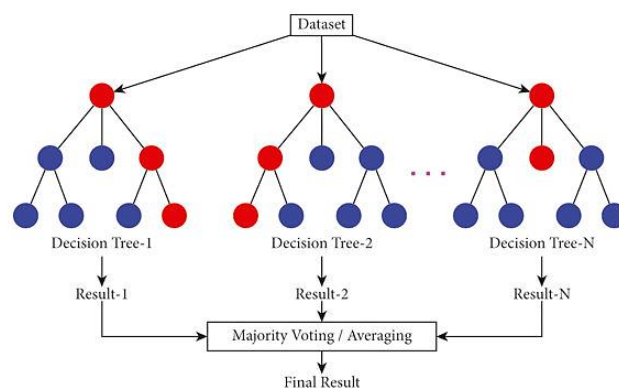 Dataset
Decision Tree-1
Decision Tree-2
Decision Tree-N
Result-1
Result-2
Result-N
Majority Voting / Averaging
Final Result